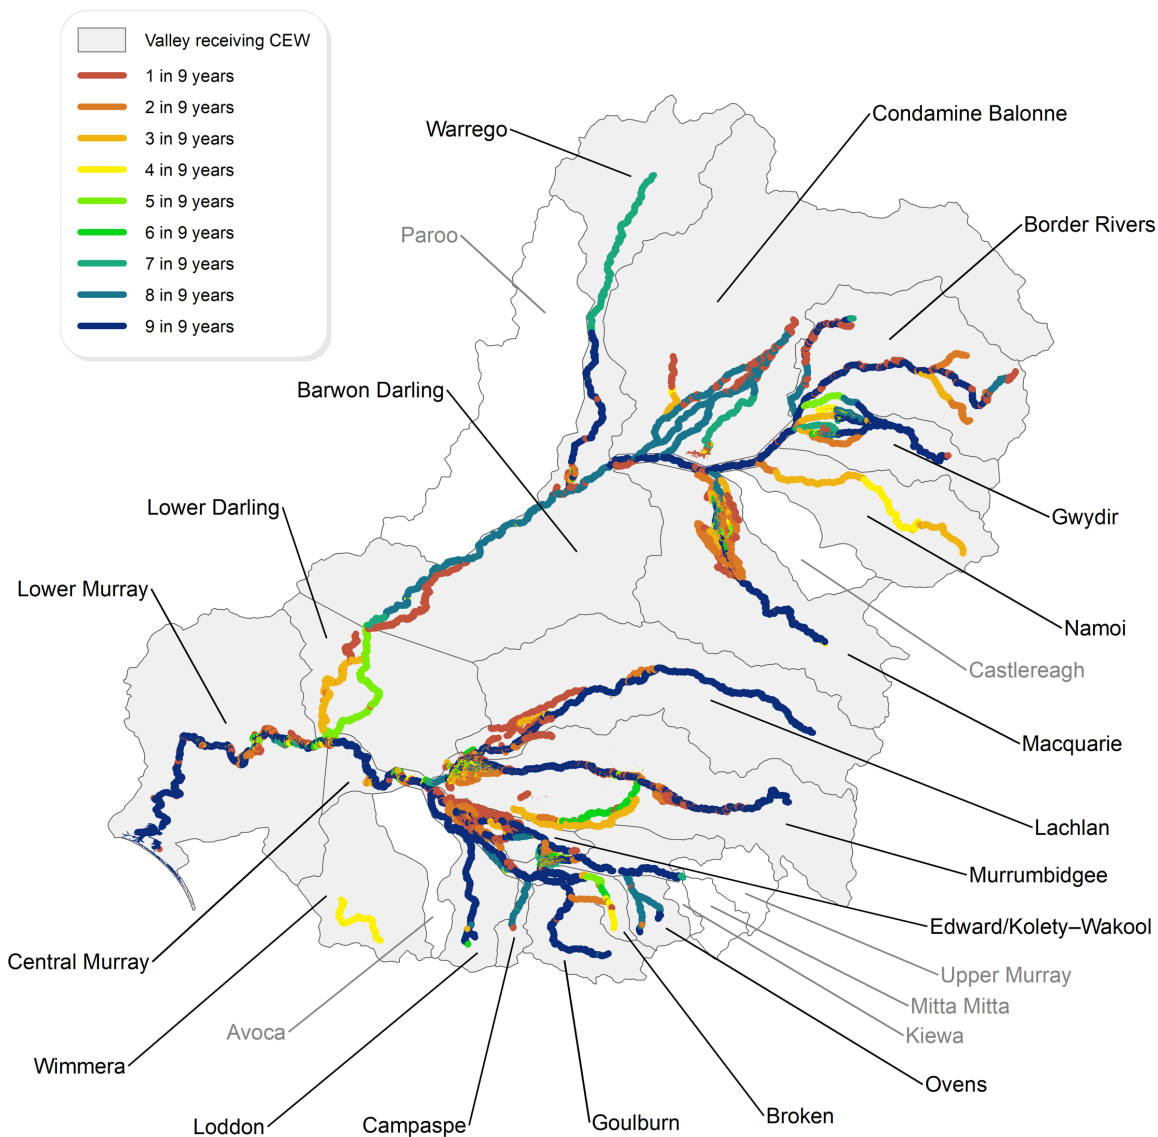 Valley receiving CEW
1 in 9 years
2 in 9 years
3 in 9 years
4 in 9 years
5 in 9 years
6 in 9 years
7 in 9 years
8 in 9 years
9 in 9 years
Condamine Balonne
Warrego
Border Rivers
Paroo
Barwon Darling
Lower Darling
Gwydir
Lower Murray
Namoi
Castlereagh
Macquarie
Lachlan
Murrumbidgee
Edward/Kolety–Wakool
Central Murray
Upper Murray
Mitta Mitta
Avoca
Kiewa
Wimmera
Ovens
Broken
Goulburn
Campaspe
Loddon